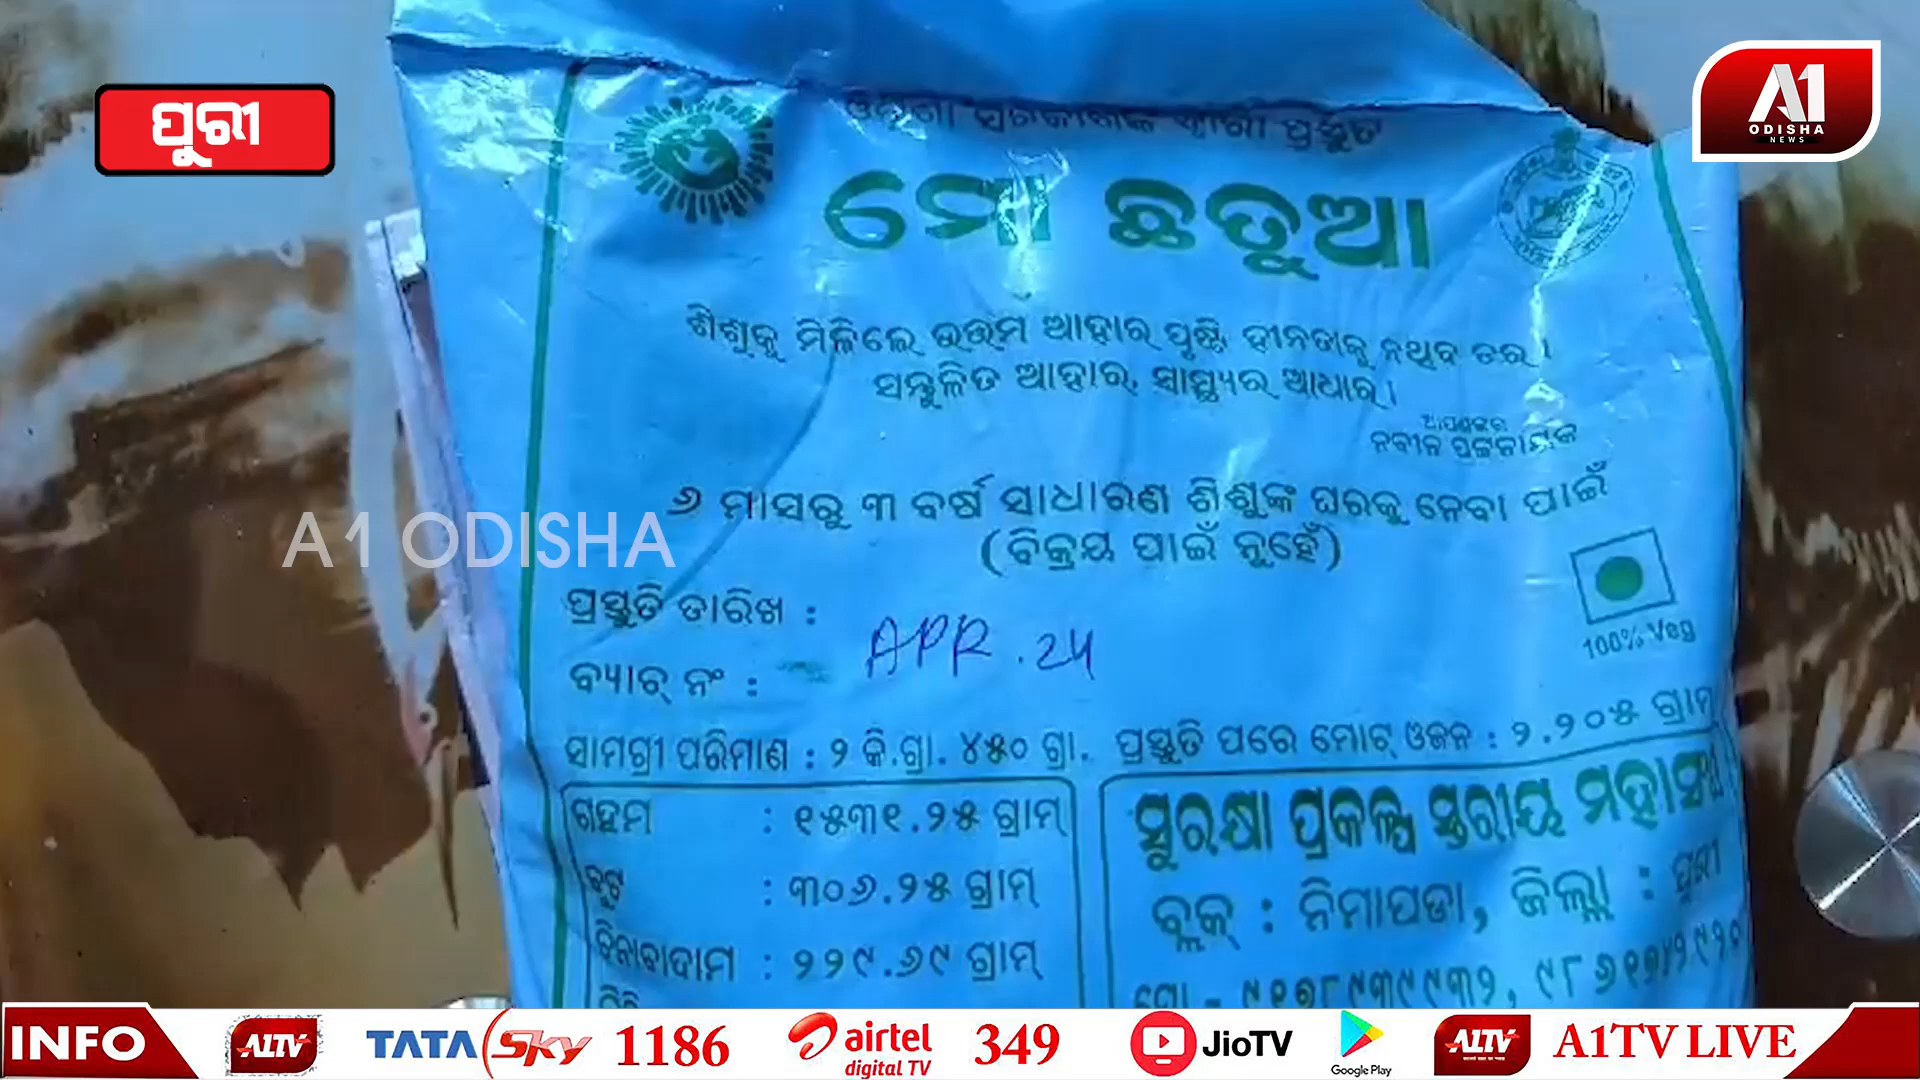 ପୁରୀ
A1
ODISHA
NEWS
ମୋ ଛତୁଆ
ଶିଶୁକୁ ମିଳିଲେ ଉତ୍ତମ ଆହାର ପୁଷ୍ଟି ହୀନତାକୁ ନଥିବ ଡର ।
ସନ୍ତୁଳିତ ଆହାର, ସ୍ୱାସ୍ଥ୍ୟର ଆଧାର ।
ଆପଣଙ୍କର
ନବୀନ ପଟ୍ଟନାୟକ
୬ ମାସରୁ ୩ ବର୍ଷ ସାଧାରଣ ଶିଶୁଙ୍କ ଘରକୁ ନେବା ପାଇଁ
(ବିକ୍ରୟ ପାଇଁ ନୁହେଁ)
A1 ODISHA
100% Veg
ପ୍ରସ୍ତୁତି ତାରିଖ :
APR.24
ବ୍ୟାଚ୍ ନଂ :
ସାମଗ୍ରୀ ପରିମାଣ : ୨ କି.ଗ୍ରା. ୪୫୦ ଗ୍ରା. ପ୍ରସ୍ତୁତି ପରେ ମୋଟ୍ ଓଜନ : ୨.୨୦୫ ଗ୍ରାମ୍
ଗହମ : ୧୫୩୧.୨୫ ଗ୍ରାମ୍
ବୁଟ : ୩୦୬.୨୫ ଗ୍ରାମ୍
ଚିନାବାଦାମ : ୨୨୯.୬୯ ଗ୍ରାମ୍
ସୁରକ୍ଷା ପ୍ରକଳ୍ପ ସ୍ତରୀୟ ମହାସଂଘ
ବ୍ଲକ୍ : ନିମାପଡା, ଜିଲ୍ଲା : ପୁରୀ
INFO
A1TV
TATA Sky 1186
airtel
digital TV
349
JioTV
Google Play
A1TV
A1TV LIVE